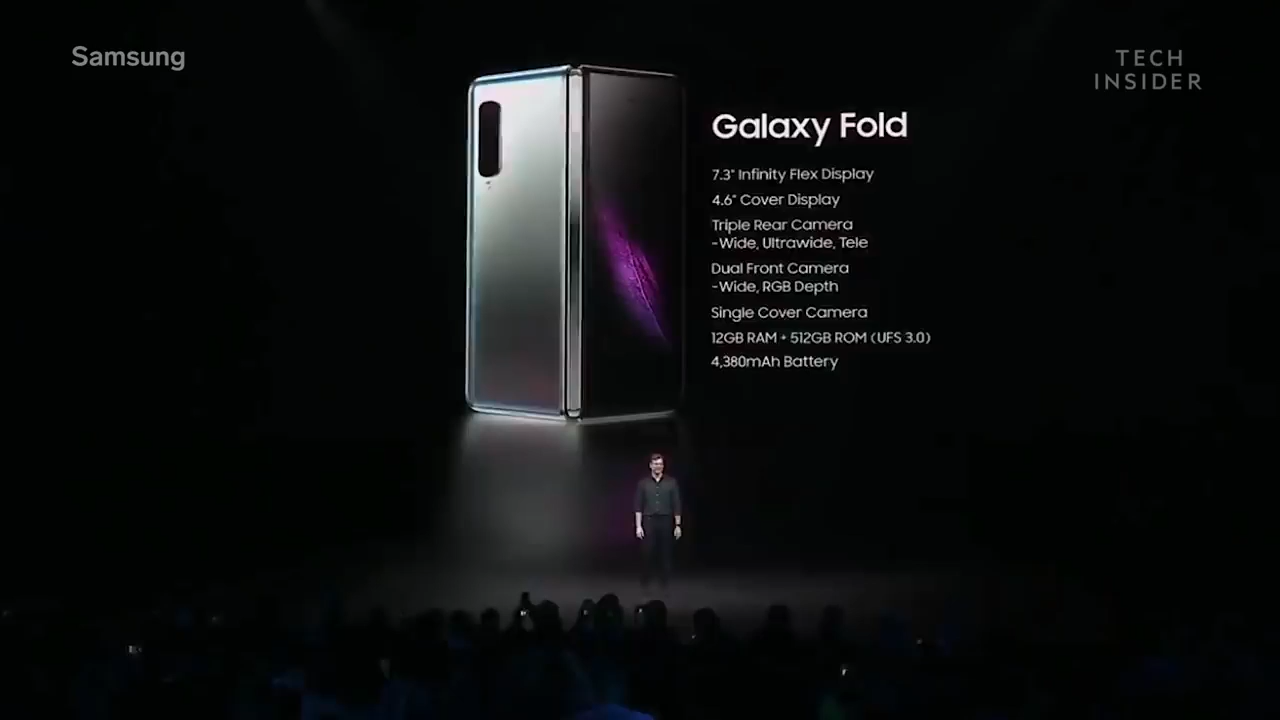 Samsung
TECH
INSIDER
Galaxy Fold
7.3" Infinity Flex Display
4.6" Cover Display
Triple Rear Camera
-Wide, Ultrawide, Tele
Dual Front Camera
-Wide, RGB Depth
Single Cover Camera
12GB RAM + 512GB ROM (UFS 3.0)
4,380mAh Battery